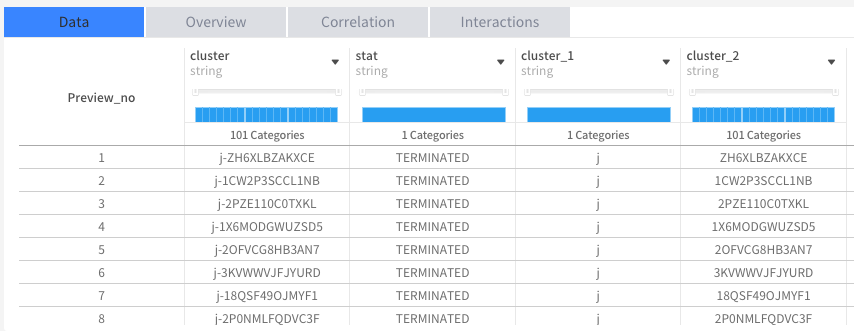 Data Overview Correlation Interactions
cluster stat cluster_1 cluster_2
string string string string
Preview_no
101 Categories 1 Categories 1 Categories 101 Categories
1 j-ZH6XLBZAKXCE TERMINATED j ZH6XLBZAKXCE
2 j-1CW2P3SCCL1NB TERMINATED j 1CW2P3SCCL1NB
3 j-2PZE110C0TXKL TERMINATED j 2PZE110C0TXKL
4 j-1X6MODGWUZSD5 TERMINATED j 1X6MODGWUZSD5
5 j-2OFVCG8HB3AN7 TERMINATED j 2OFVCG8HB3AN7
6 j-3KVWWVJFJYURD TERMINATED j 3KVWWVJFJYURD
7 j-18QSF49OJMYF1 TERMINATED j 18QSF49OJMYF1
8 j-2P0NMLFQDVC3F TERMINATED j 2P0NMLFQDVC3F